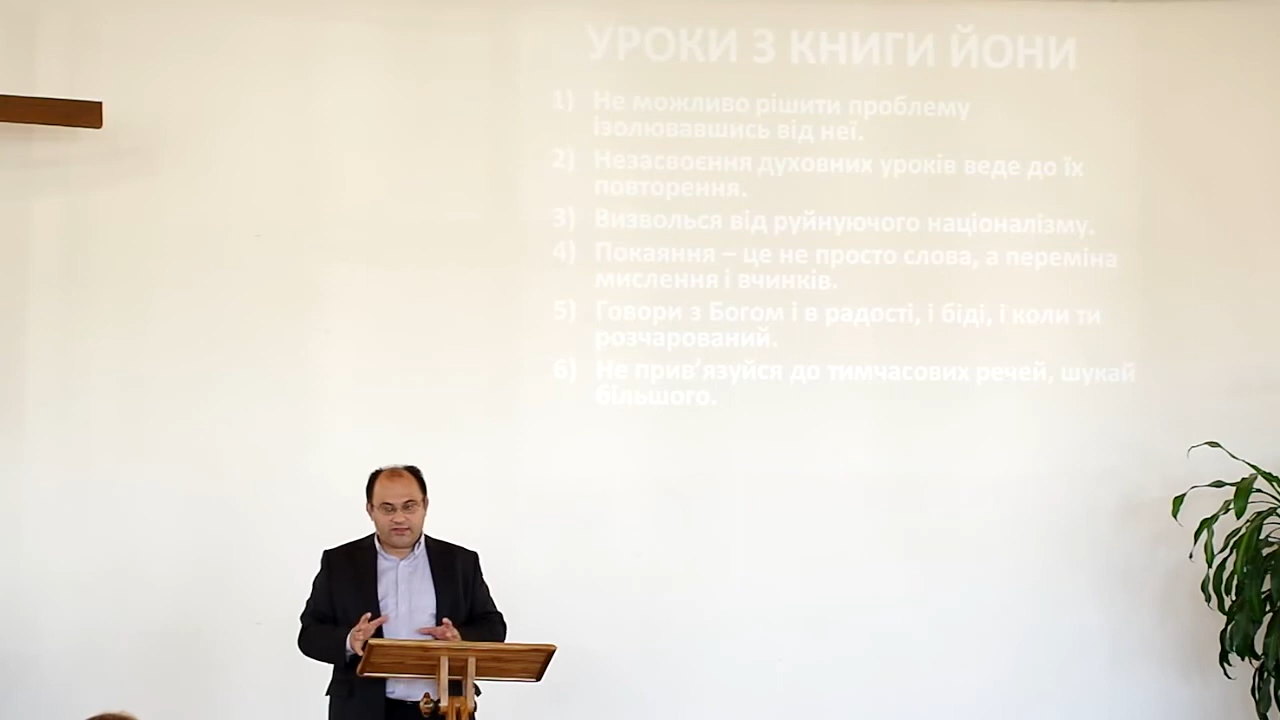 УРОКИ З КНИГИ ЙОНИ
1) Не можливо рішити проблему
ізолювавшись від неї.
2) Незасвоєння духовних уроків веде до їх
повторення.
3) Визволься від руйнуючого націоналізму.
4) Покаяння – це не просто слова, а переміна
мислення і вчинків.
5) Говори з Богом і в радості, і біді, і коли ти
розчарований.
6) Не прив’язуйся до тимчасових речей, шукай
більшого.